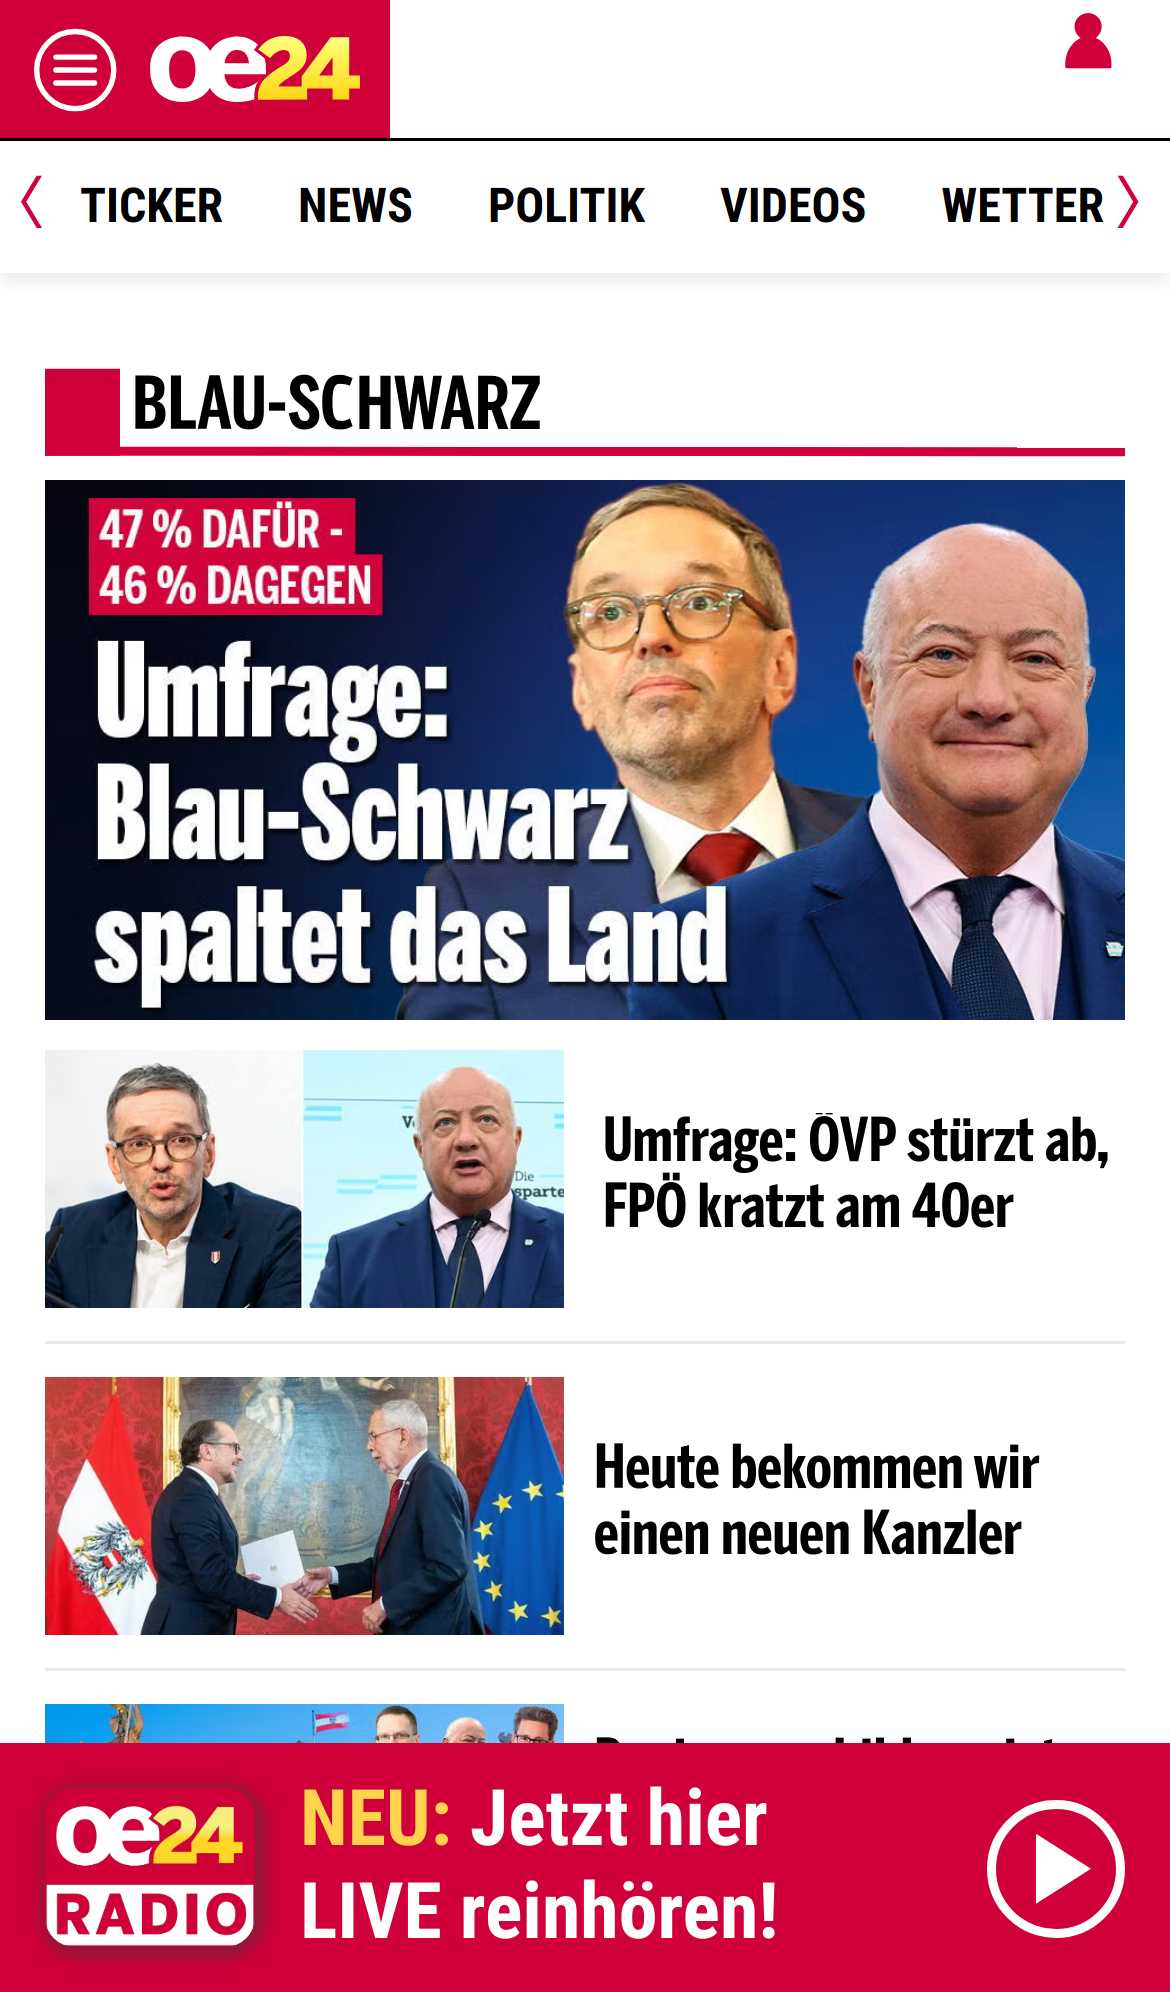 oe24
TICKER NEWS POLITIK VIDEOS WETTER
BLAU-SCHWARZ
47 % DAFÜR -
46 % DAGEGEN
Umfrage:
Blau-Schwarz
spaltet das Land
Die
sparte
Umfrage: ÖVP stürzt ab,
FPÖ kratzt am 40er
Heute bekommen wir
einen neuen Kanzler
oe24
RADIO
NEU: Jetzt hier
LIVE reinhören!